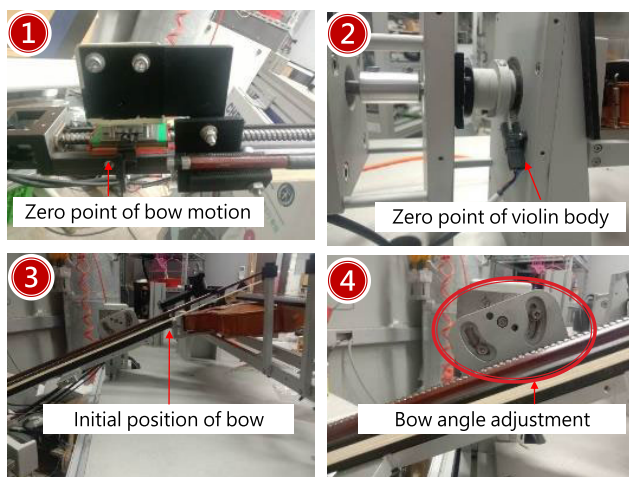 1
Zero point of bow motion
2
Zero point of violin body
3
Initial position of bow
4
Bow angle adjustment